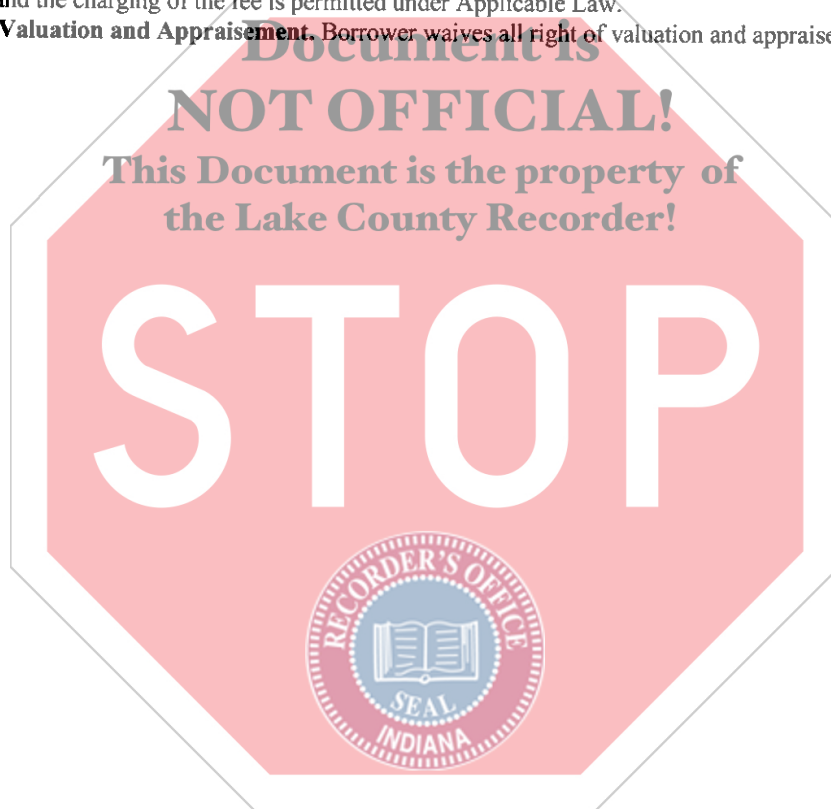 and the charging of the fee is permitted under Applicable Law.
Valuation and Appraisement. Borrower waives all right of valuation and appraise
Document is
NOT OFFICIAL!
This Document is the property of
the Lake County Recorder!
STOP
RECORDER'S OFFICE
SEAL
INDIANA